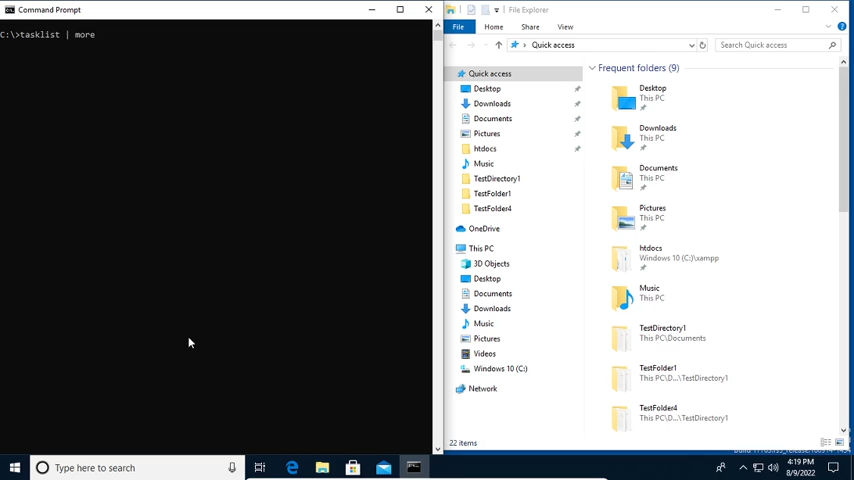 Command Prompt
C:\>tasklist | more
File Explorer
File
Home
Share
View
Quick access
Search Quick access
Quick access
Desktop
Downloads
Documents
Pictures
htdocs
Music
TestDirectory1
TestFolder1
TestFolder4
OneDrive
This PC
3D Objects
Desktop
Documents
Downloads
Music
Pictures
Videos
Windows 10 (C:)
Network
Frequent folders (9)
Desktop
This PC
Downloads
This PC
Documents
This PC
Pictures
This PC
htdocs
Windows 10 (C:)\xampp
Music
This PC
TestDirectory1
This PC\Documents
TestFolder1
This PC\D...\TestDirectory1
TestFolder4
This PC\D...\TestDirectory1
22 items
Type here to search
4:19 PM
8/9/2022